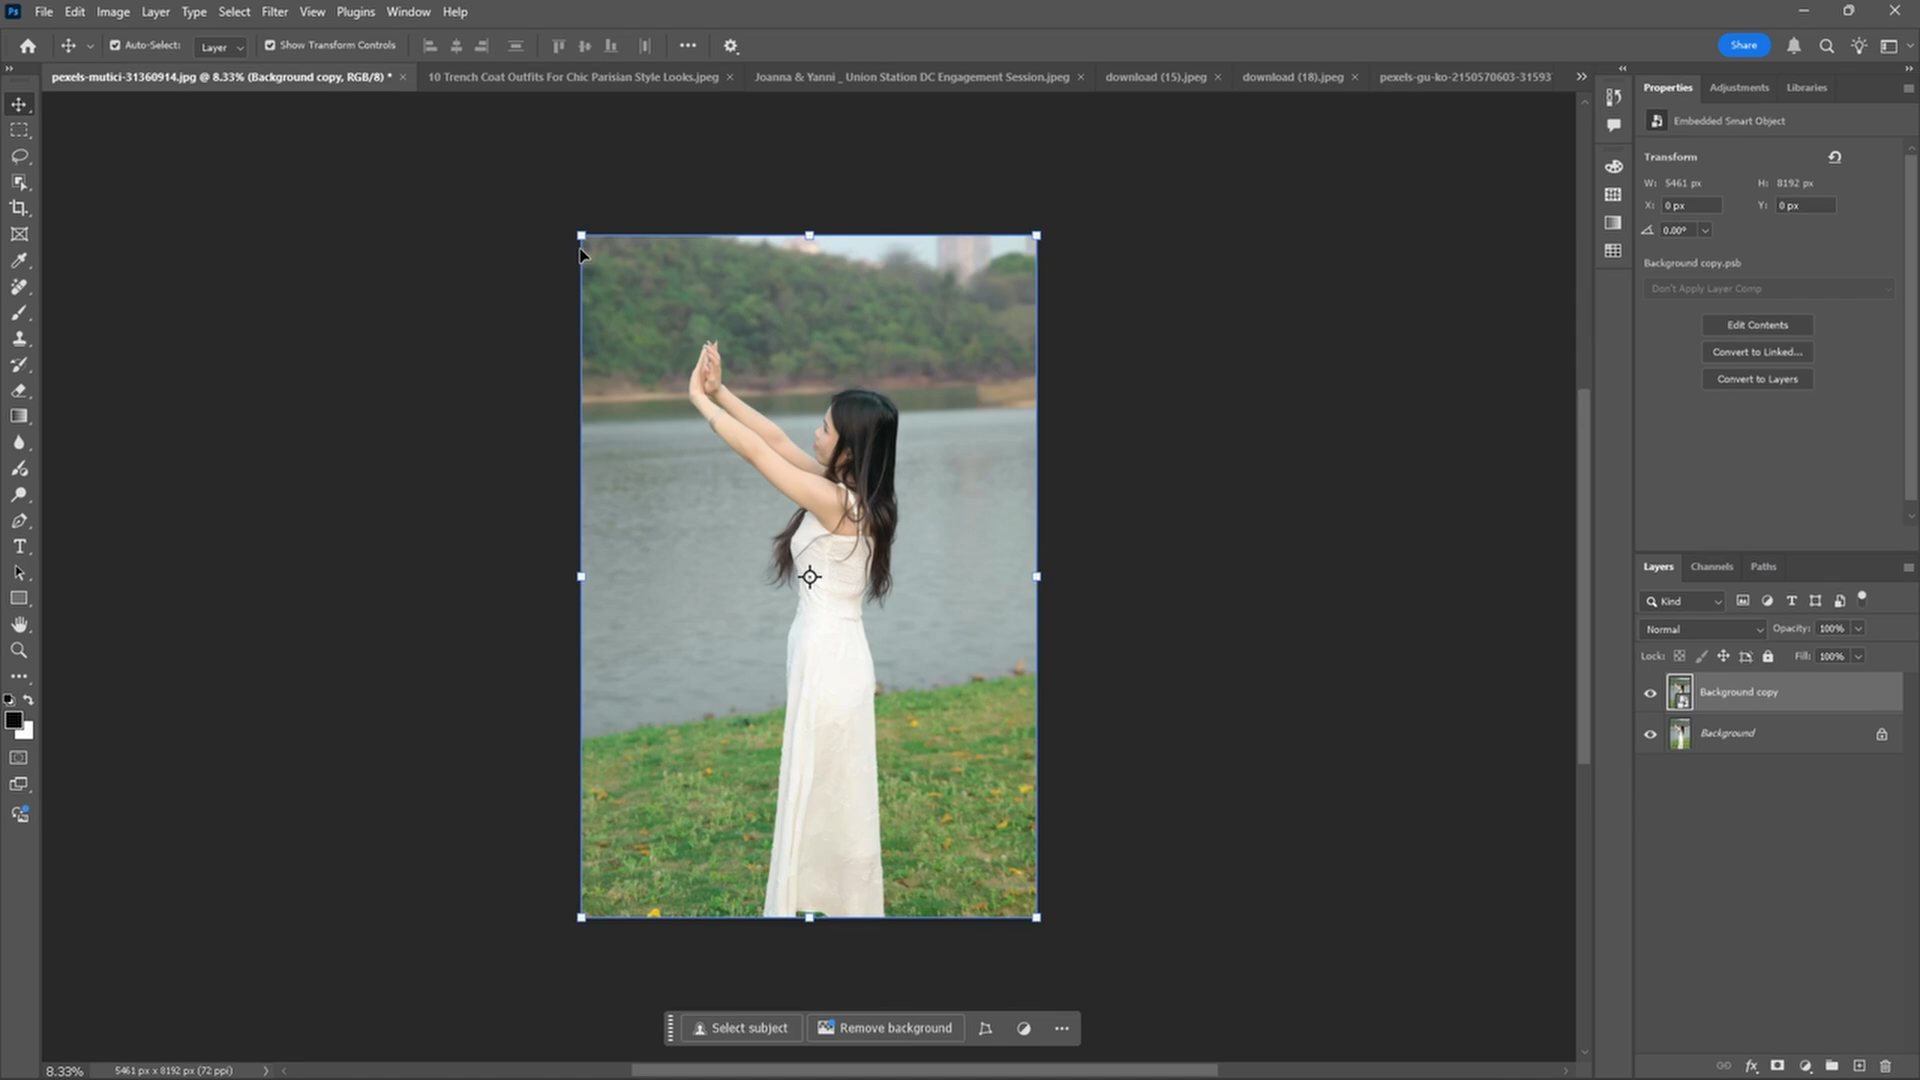 Ps File Edit Image Layer Type Select Filter View Plugins Window Help
Auto-Select: Layer Show Transform Controls Share
pexels-mutici-31360914.jpg @ 8.33% (Background copy, RGB/8) * × 10 Trench Coat Outfits For Chic Parisian Style Looks.jpeg × Joanna & Yanni _ Union Station DC Engagement Session.jpeg × download (15).jpeg × download (18).jpeg × pexels-gu-ko-2150570603-31593
Properties Adjustments Libraries
Embedded Smart Object
Transform
W: 5461 px H: 8192 px
X: 0 px Y: 0 px
0.00°
Background copy.psb
Don't Apply Layer Comp
Edit Contents
Convert to Linked...
Convert to Layers
Layers Channels Paths
Kind
Normal Opacity: 100%
Lock: Fill: 100%
Background copy
Background
Select subject Remove background
8.33% 5461 px x 8192 px (72 ppi)